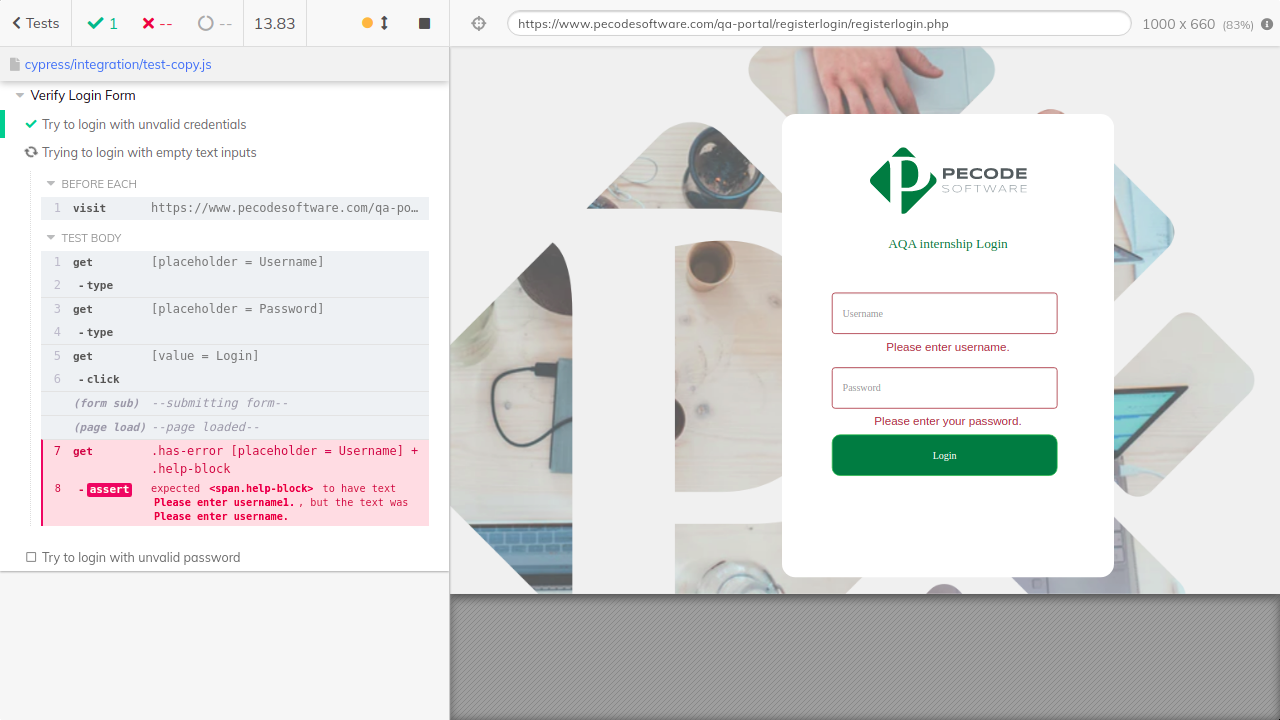 Tests 1 -- -- 13.83
https://www.pecodesoftware.com/qa-portal/registerlogin/registerlogin.php 1000 x 660 (83%)
cypress/integration/test-copy.js
Verify Login Form
Try to login with unvalid credentials
Trying to login with empty text inputs
BEFORE EACH
1 visit https://www.pecodesoftware.com/qa-po…
TEST BODY
1 get [placeholder = Username]
2 -type
3 get [placeholder = Password]
4 -type
5 get [value = Login]
6 -click
(form sub) --submitting form--
(page load) --page loaded--
7 get .has-error [placeholder = Username] +
.help-block
8 -assert expected <span.help-block> to have text
Please enter username1., but the text was
Please enter username.
Try to login with unvalid password
PECODE
SOFTWARE
AQA internship Login
Username
Please enter username.
Password
Please enter your password.
Login